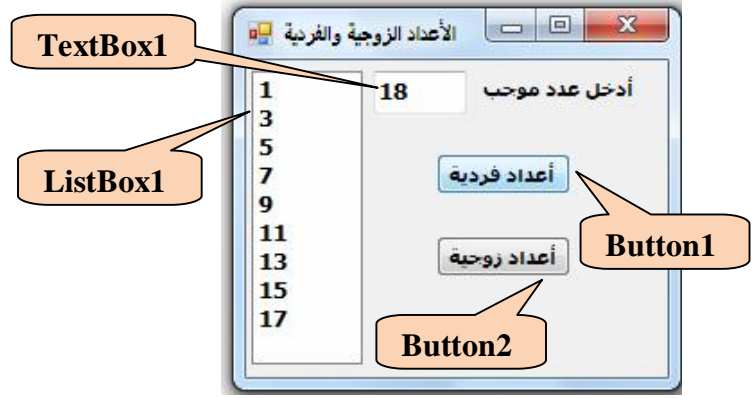 الأعداد الزوجية والفردية
TextBox1
أدخل عدد موجب
18
1
3
5
7
9
11
13
15
17
ListBox1
أعداد فردية
Button1
أعداد زوجية
Button2